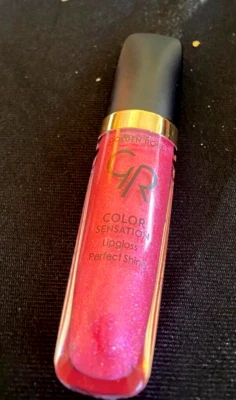 GR
COLOR
SENSATION
Lipgloss
Perfect Shine